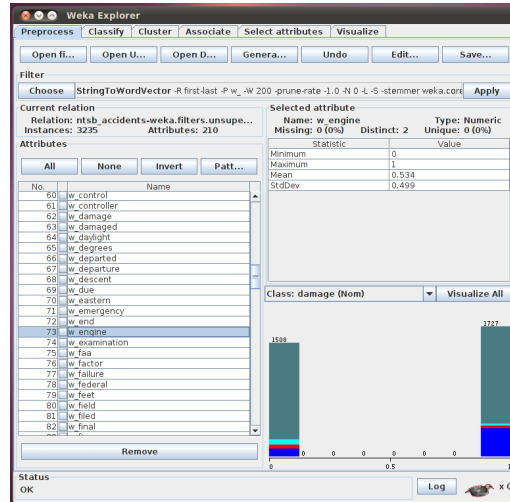 Weka Explorer
Preprocess Classify Cluster Associate Select attributes Visualize
Open fi... Open U... Open D... Genera... Undo Edit... Save...
Filter
Choose StringToWordVector -R first-last -P w_ -W 200 -prune-rate -1.0 -N 0 -L -S -stemmer weka.core Apply
Current relation
Relation: ntsb_accidents-weka.filters.unsupe...
Instances: 3235 Attributes: 210
Selected attribute
Name: w_engine Type: Numeric
Missing: 0 (0%) Distinct: 2 Unique: 0 (0%)
Statistic Value
Minimum 0
Maximum 1
Mean 0.534
StdDev 0.499
Attributes
All None Invert Patt...
No. Name
60 w_control
61 w_controller
62 w_damage
63 w_damaged
64 w_daylight
65 w_degrees
66 w_departed
67 w_departure
68 w_descent
69 w_due
70 w_eastern
71 w_emergency
72 w_end
73 w_engine
74 w_examination
75 w_faa
76 w_factor
77 w_failure
78 w_federal
79 w_feet
80 w_field
81 w_filed
82 w_final
Remove
Class: damage (Nom) Visualize All
1508 0 0 0 0 0 0 1727
0 0.5 1
Status
OK
Log x 0